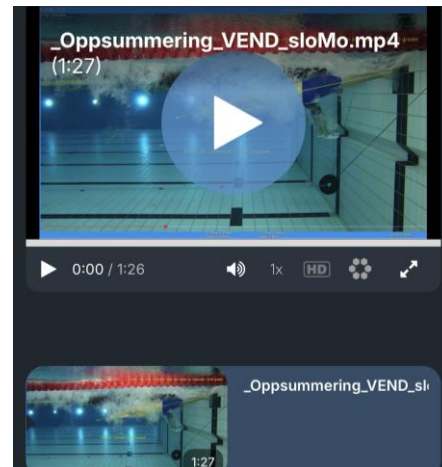 _Oppsummering_VEND_sloMo.mp4
(1:27)
0:00 / 1:26
1x
HD
_Oppsummering_VEND_sl
1:27